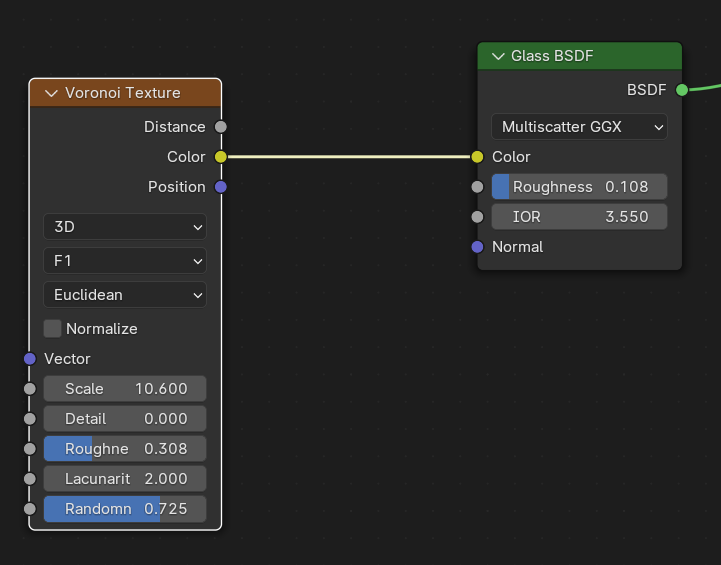 Voronoi Texture
Distance
Color
Position
3D
F1
Euclidean
Normalize
Vector
Scale 10.600
Detail 0.000
Roughne 0.308
Lacunarit 2.000
Randomn 0.725
Glass BSDF
BSDF
Multiscatter GGX
Color
Roughness 0.108
IOR 3.550
Normal